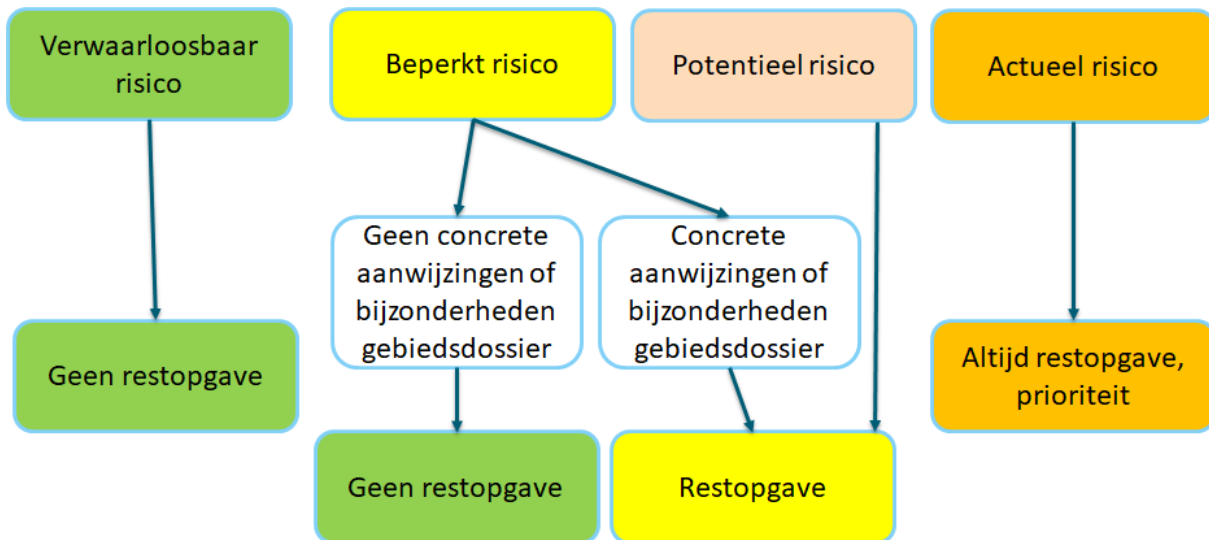 Verwaarloosbaar
risico
Beperkt risico
Potentieel risico
Actueel risico
Geen concrete
aanwijzingen of
bijzonderheden
gebiedsdossier
Concrete
aanwijzingen of
bijzonderheden
gebiedsdossier
Geen restopgave
Altijd restopgave,
prioriteit
Geen restopgave
Restopgave